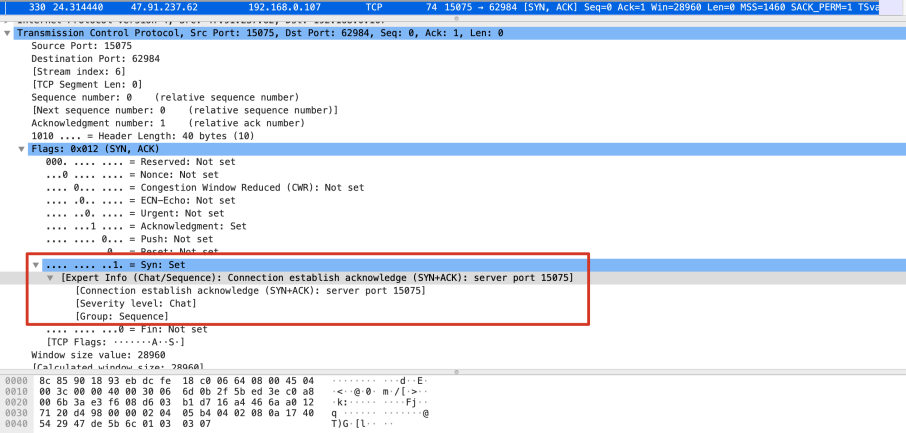 330 24.314440 47.91.237.62 192.168.0.107 TCP 74 15075 → 62984 [SYN, ACK] Seq=0 Ack=1 Win=28960 Len=0 MSS=1460 SACK_PERM=1 TSva
Transmission Control Protocol, Src Port: 15075, Dst Port: 62984, Seq: 0, Ack: 1, Len: 0
Source Port: 15075
Destination Port: 62984
[Stream index: 6]
[TCP Segment Len: 0]
Sequence number: 0 (relative sequence number)
[Next sequence number: 0 (relative sequence number)]
Acknowledgment number: 1 (relative ack number)
1010 .... = Header Length: 40 bytes (10)
Flags: 0x012 (SYN, ACK)
000. .... .... = Reserved: Not set
...0 .... .... = Nonce: Not set
.... 0... .... = Congestion Window Reduced (CWR): Not set
.... .0.. .... = ECN-Echo: Not set
.... ..0. .... = Urgent: Not set
.... ...1 .... = Acknowledgment: Set
.... .... 0... = Push: Not set
.... .... .0.. = Reset: Not set
.... .... ..1. = Syn: Set
[Expert Info (Chat/Sequence): Connection establish acknowledge (SYN+ACK): server port 15075]
[Connection establish acknowledge (SYN+ACK): server port 15075]
[Severity level: Chat]
[Group: Sequence]
.... .... ...0 = Fin: Not set
[TCP Flags: ·······A··S·]
Window size value: 28960
[Calculated window size: 28960]
0000 8c 85 90 18 93 eb dc fe 18 c0 06 64 08 00 45 04 ········ ···d··E·
0010 00 3c 00 00 40 00 30 06 6d 0b 2f 5b ed 3e c0 a8 ·<··@·0· m·/[·>··
0020 00 6b 3a e3 f6 08 d6 03 b1 d7 16 a4 46 6a a0 12 ·k:····· ····Fj··
0030 71 20 d4 98 00 00 02 04 05 b4 04 02 08 0a 17 40 q ······ ·······@
0040 54 29 47 de 5b 6c 01 03 03 07 T)G·[l·· ··